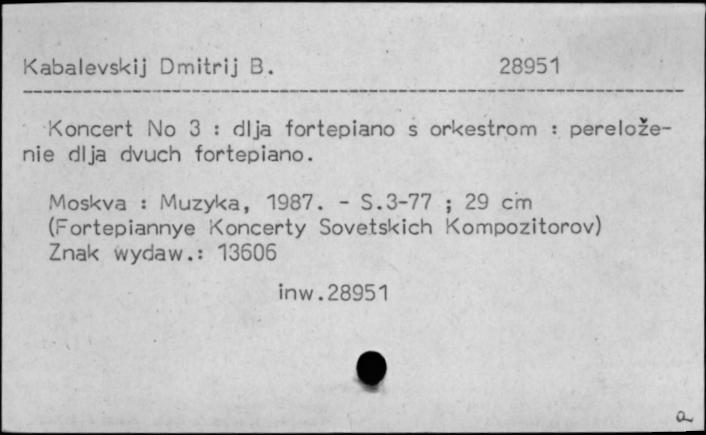 Kabalevskij Dmitrij B. 28951
Koncert No 3 : dlja fortepiano s orkestrom : perelože-
nie dlja dvuch fortepiano.
Moskva : Muzyka, 1987. - S.3-77 ; 29 cm
(Fortepiannye Koncerty Sovetskich Kompozitorov)
Znak wydaw.: 13606
inw.28951
a